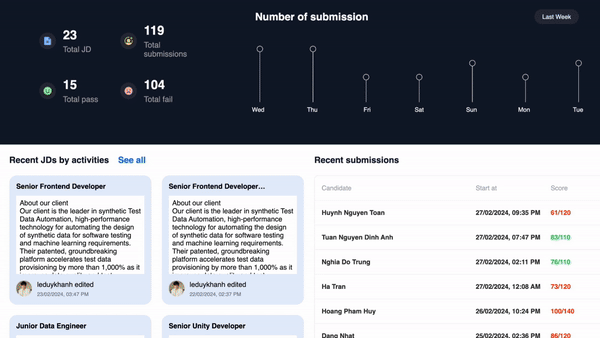 23
Total JD
119
Total
submissions
15
Total pass
104
Total fail
Number of submission
Last Week
Wed
Thu
Fri
Sat
Sun
Mon
Tue
Recent JDs by activities
See all
Senior Frontend Developer
About our client
Our client is the leader in synthetic Test
Data Automation, high-performance
technology for automating the design
of synthetic data for software testing
and machine learning requirements.
Their patented, groundbreaking
platform accelerates test data
provisioning by more than 1,000% as it
leduykhanh edited
23/02/2024, 03:47 PM
Senior Frontend Developer...
About our client
Our client is the leader in synthetic Test
Data Automation, high-performance
technology for automating the design
of synthetic data for software testing
and machine learning requirements.
Their patented, groundbreaking
platform accelerates test data
provisioning by more than 1,000% as it
leduykhanh edited
22/02/2024, 02:37 PM
Junior Data Engineer
Senior Unity Developer
Recent submissions
Candidate Start at Score
Huynh Nguyen Toan 27/02/2024, 09:35 PM 61/120
Tuan Nguyen Dinh Anh 27/02/2024, 07:47 PM 83/110
Nghia Do Trung 27/02/2024, 02:21 AM 76/110
Ha Tran 27/02/2024, 12:08 AM 73/120
Hoang Pham Huy 26/02/2024, 10:24 PM 100/140
Dang Nhat 25/02/2024, 02:36 PM 86/120